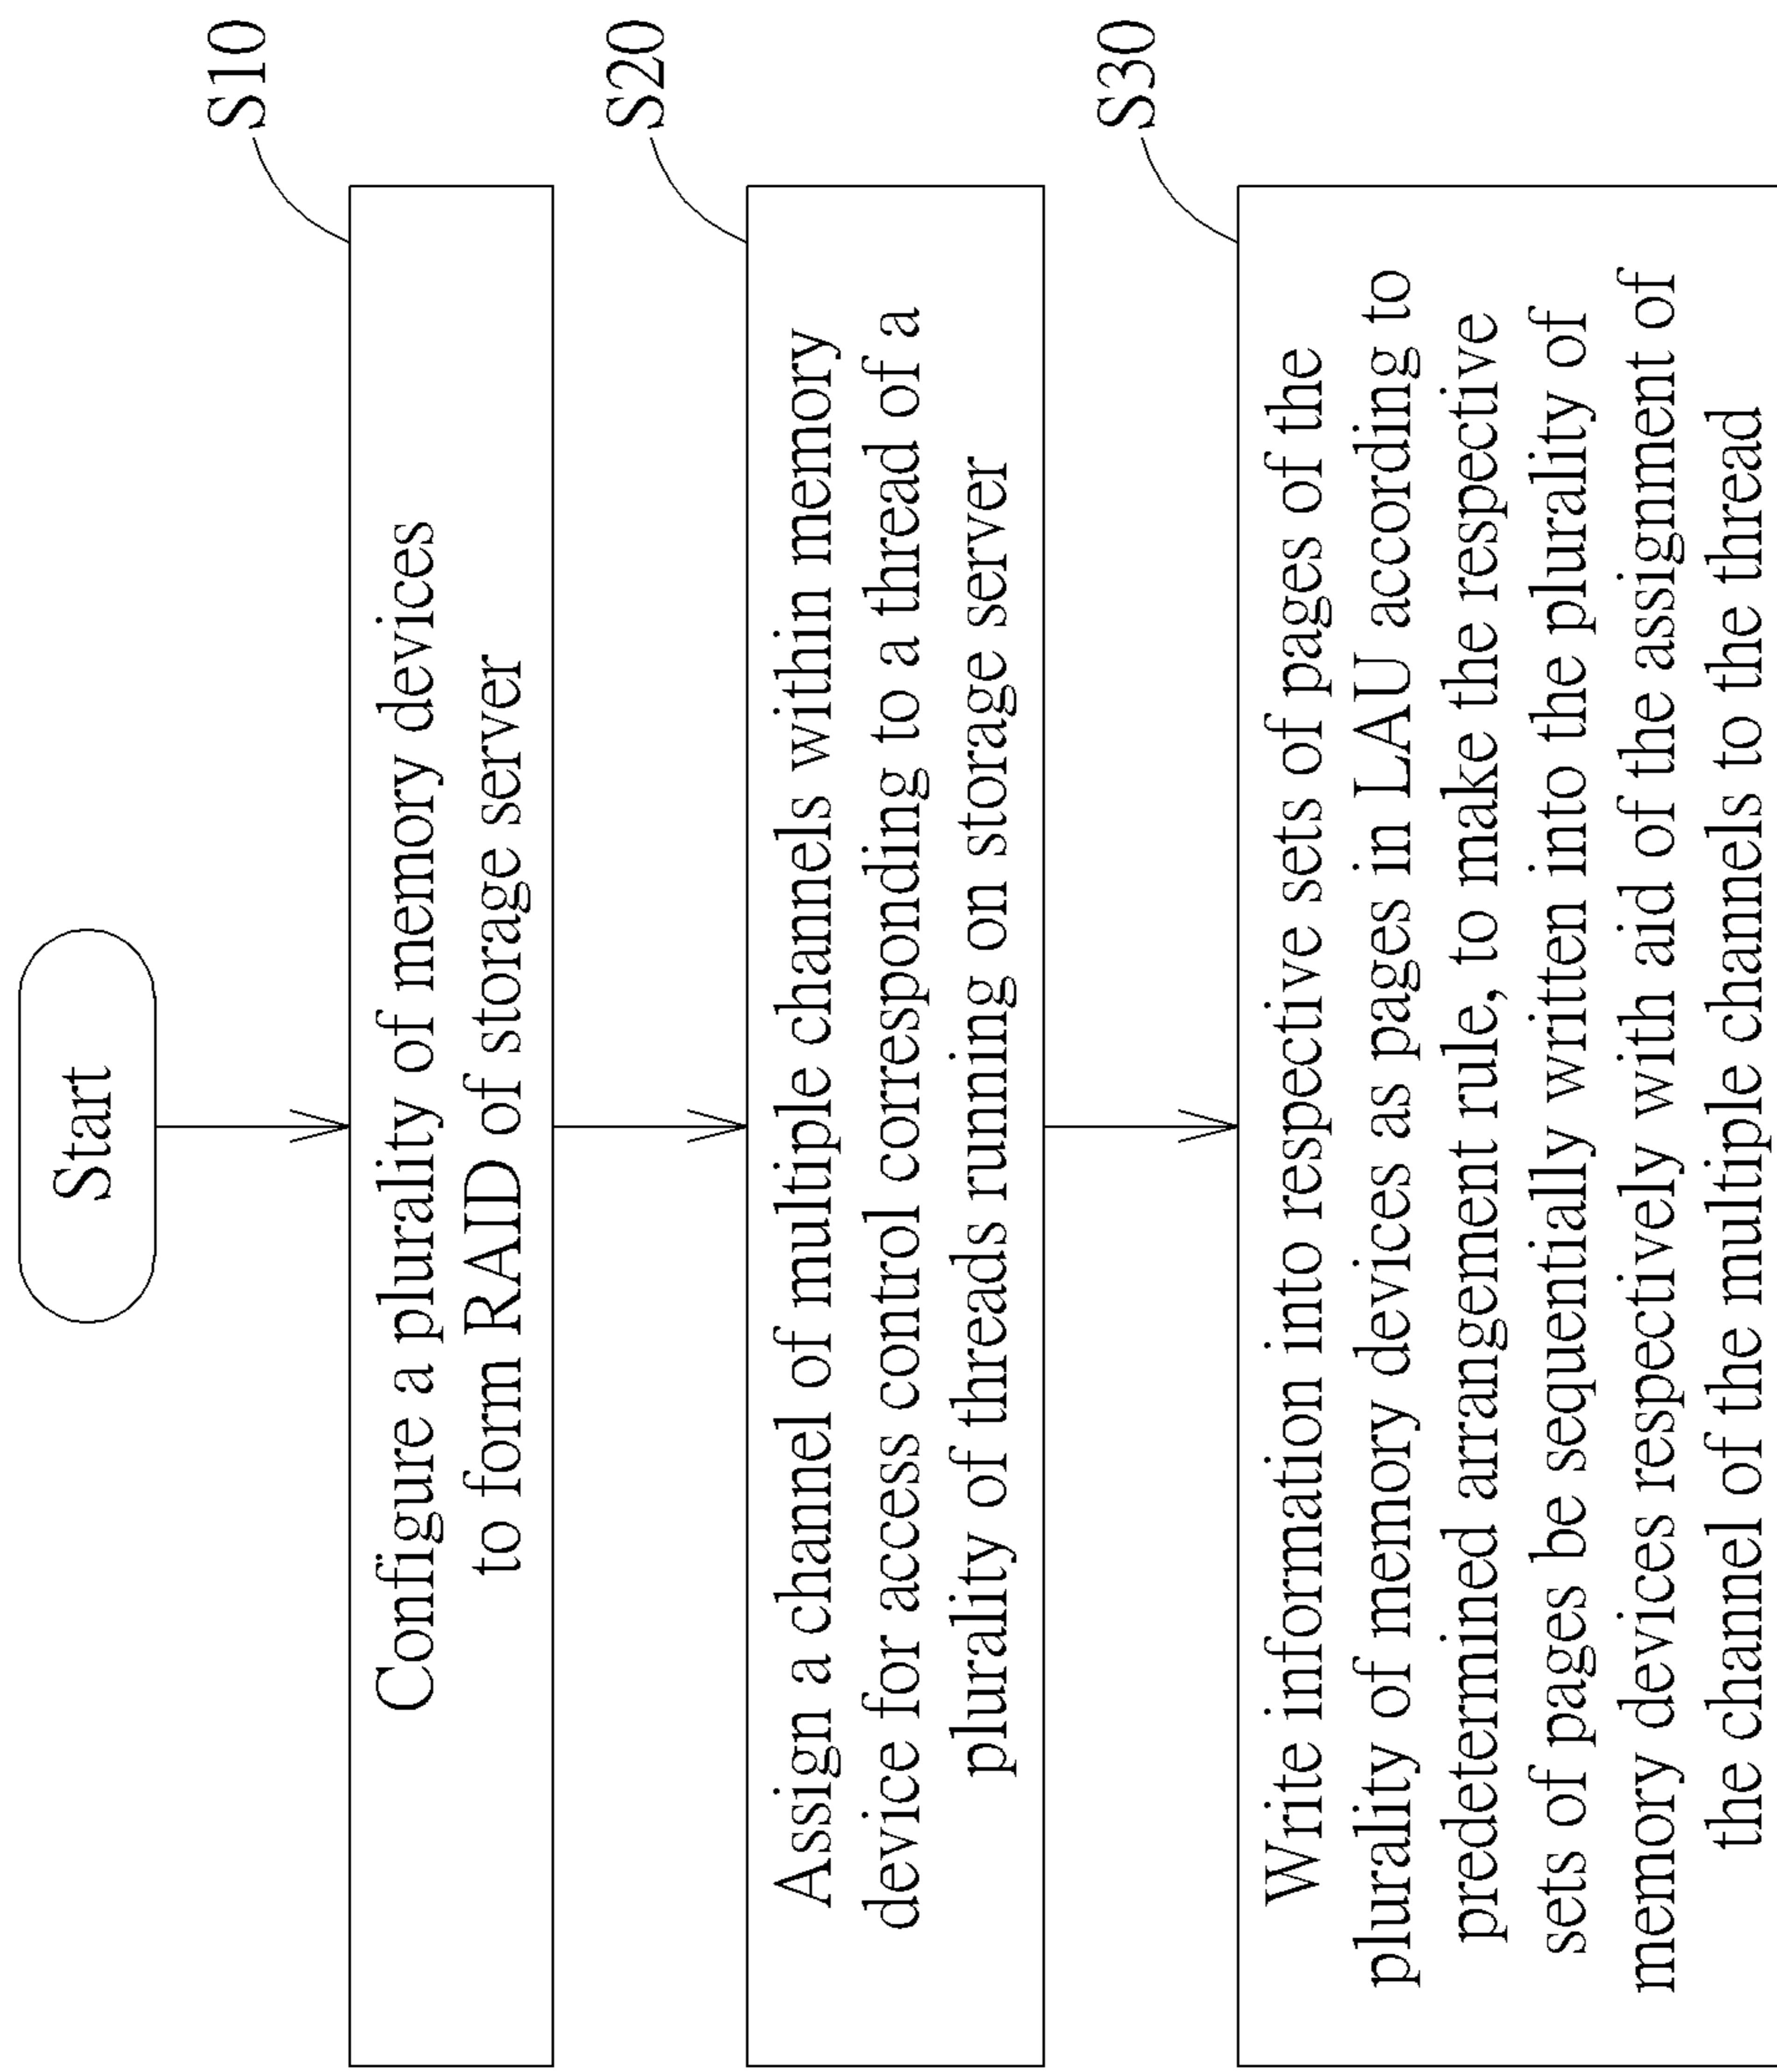 Start
S10
Configure a plurality of memory devices
to form RAID of storage server
S20
Assign a channel of multiple channels within memory
device for access control corresponding to a thread of a
plurality of threads running on storage server
S30
Write information into respective sets of pages of the
plurality of memory devices as pages in LAU according to
predetermined arrangement rule, to make the respective
sets of pages be sequentially written into the plurality of
memory devices respectively with aid of the assignment of
the channel of the multiple channels to the thread